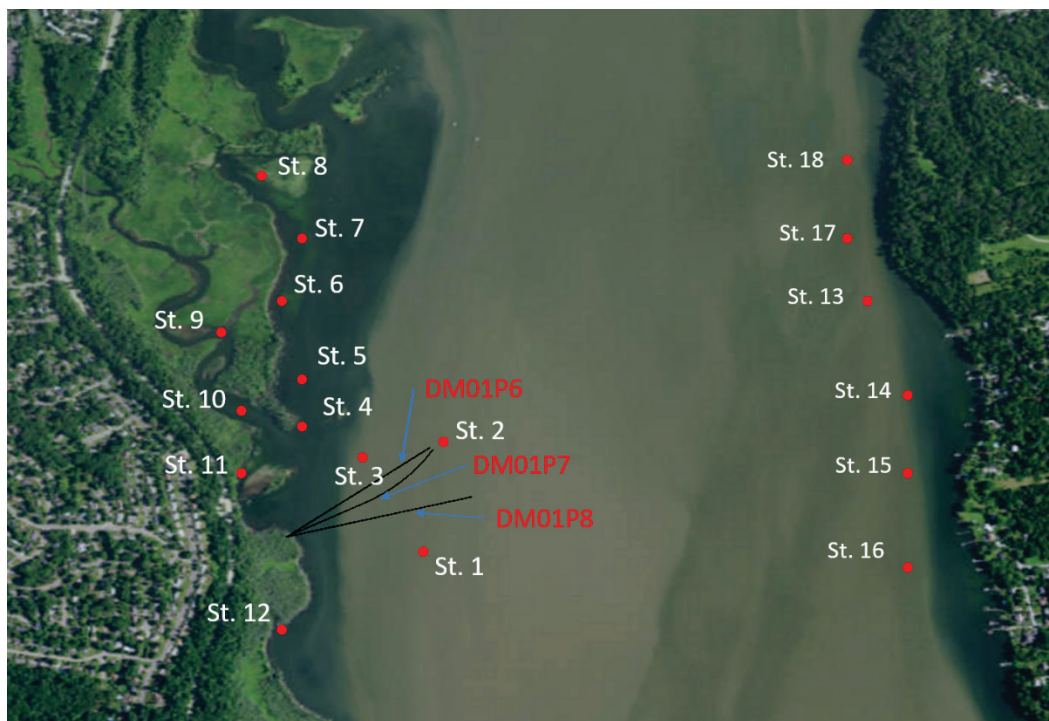 St. 18
St. 8
St. 7
St. 17
St. 6
St. 13
St. 9
St. 5
DM01P6
St. 14
St. 10
St. 4
St. 2
St. 11
St. 3
DM01P7
St. 15
DM01P8
St. 16
St. 1
St. 12